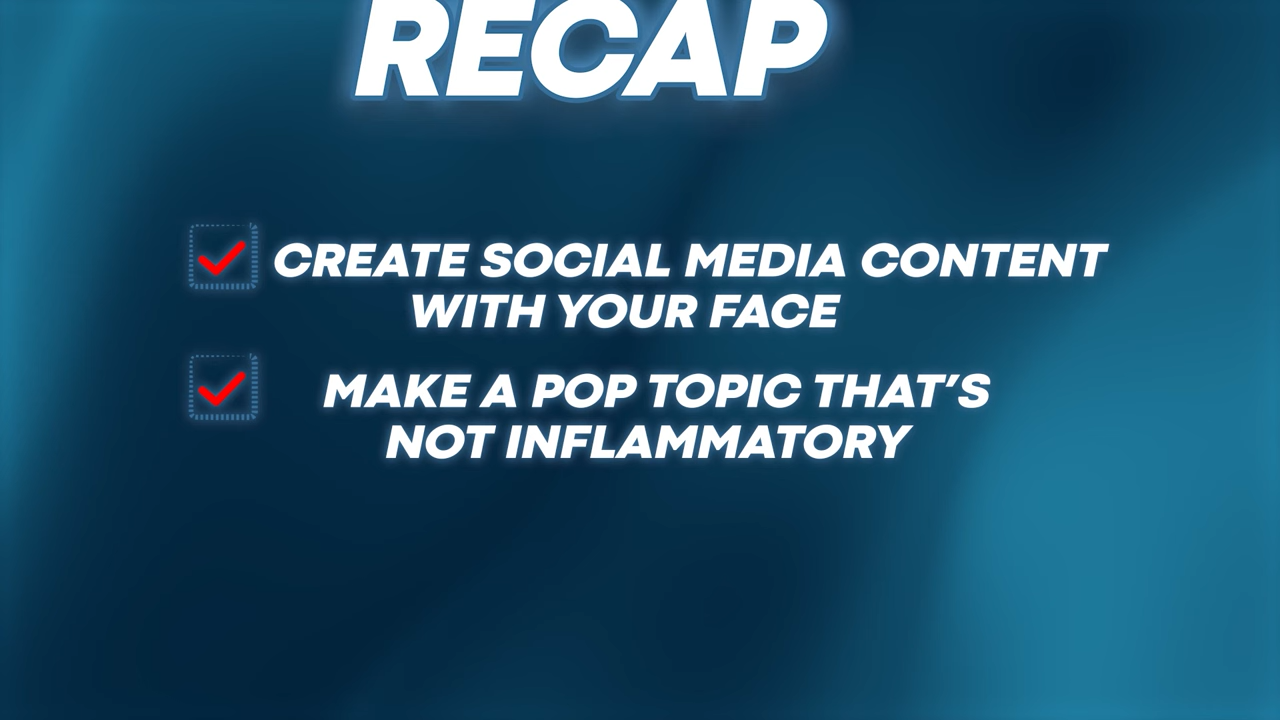 RECAP
CREATE SOCIAL MEDIA CONTENT
WITH YOUR FACE
MAKE A POP TOPIC THAT'S
NOT INFLAMMATORY